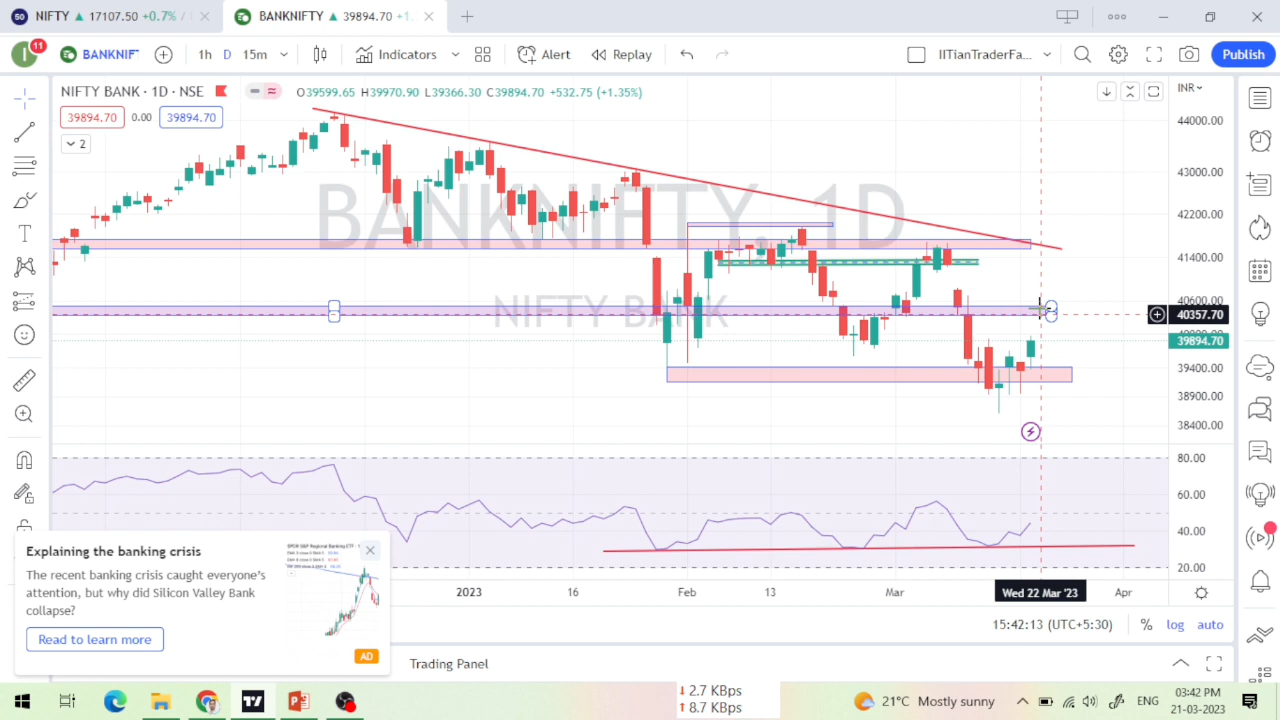 NIFTY ▲ 17107.50 +0.7% /
BANKNIFTY ▲ 39894.70 +1.
11
BANKNIF
1h D 15m
Indicators
Alert
Replay
IITianTraderFa...
Publish
NIFTY BANK · 1D · NSE
O39599.65 H39970.90 L39366.30 C39894.70 +532.75 (+1.35%)
INR
39894.70 0.00 39894.70
2
BANKNIFTY, 1D
NIFTY BANK
44000.00
43000.00
42200.00
41400.00
40600.00
40357.70
39894.70
39400.00
38900.00
38400.00
80.00
60.00
40.00
20.00
2023 16 Feb 13 Mar Wed 22 Mar '23 Apr
Explaining the banking crisis
The recent banking crisis caught everyone's
attention, but why did Silicon Valley Bank
collapse?
Read to learn more
AD
15:42:13 (UTC+5:30) % log auto
Trading Panel
↓ 2.7 KBps
↑ 8.7 KBps
21°C Mostly sunny
ENG
03:42 PM
21-03-2023